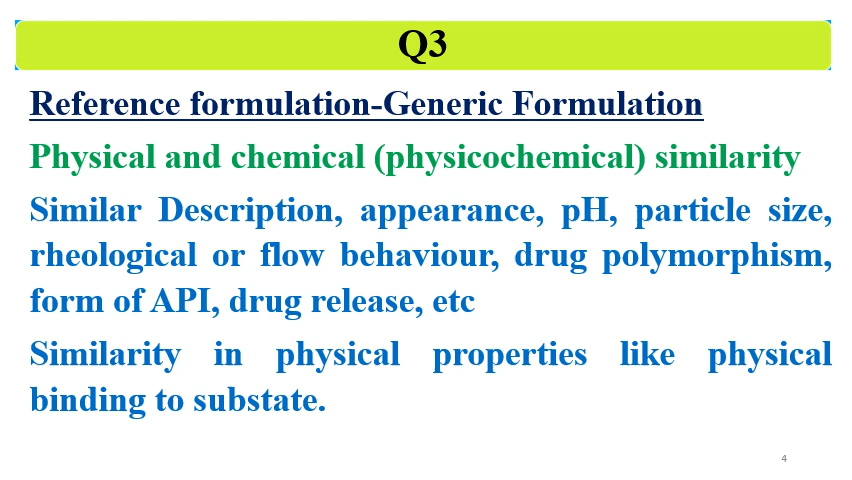 Q3
Reference formulation-Generic Formulation
Physical and chemical (physicochemical) similarity
Similar Description, appearance, pH, particle size,
rheological or flow behaviour, drug polymorphism,
form of API, drug release, etc
Similarity in physical properties like physical
binding to substate.
4